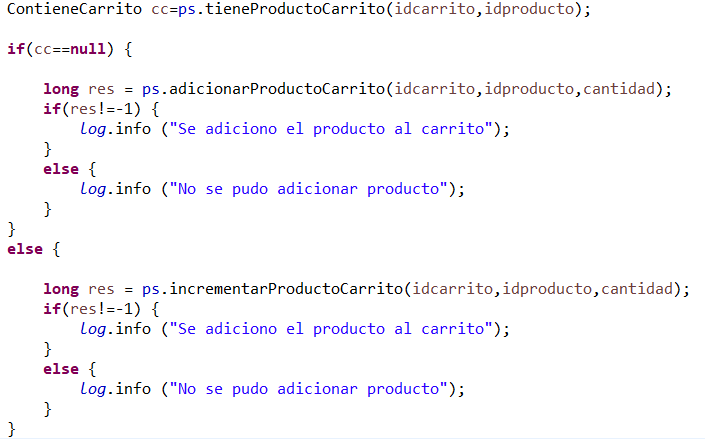 ContieneCarrito cc=ps.tieneProductoCarrito(idcarrito,idproducto);
if(cc==null) {
long res = ps.adicionarProductoCarrito(idcarrito,idproducto,cantidad);
if(res!=-1) {
log.info ("Se adiciono el producto al carrito");
}
else {
log.info ("No se pudo adicionar producto");
}
}
else {
long res = ps.incrementarProductoCarrito(idcarrito,idproducto,cantidad);
if(res!=-1) {
log.info ("Se adiciono el producto al carrito");
}
else {
log.info ("No se pudo adicionar producto");
}
}